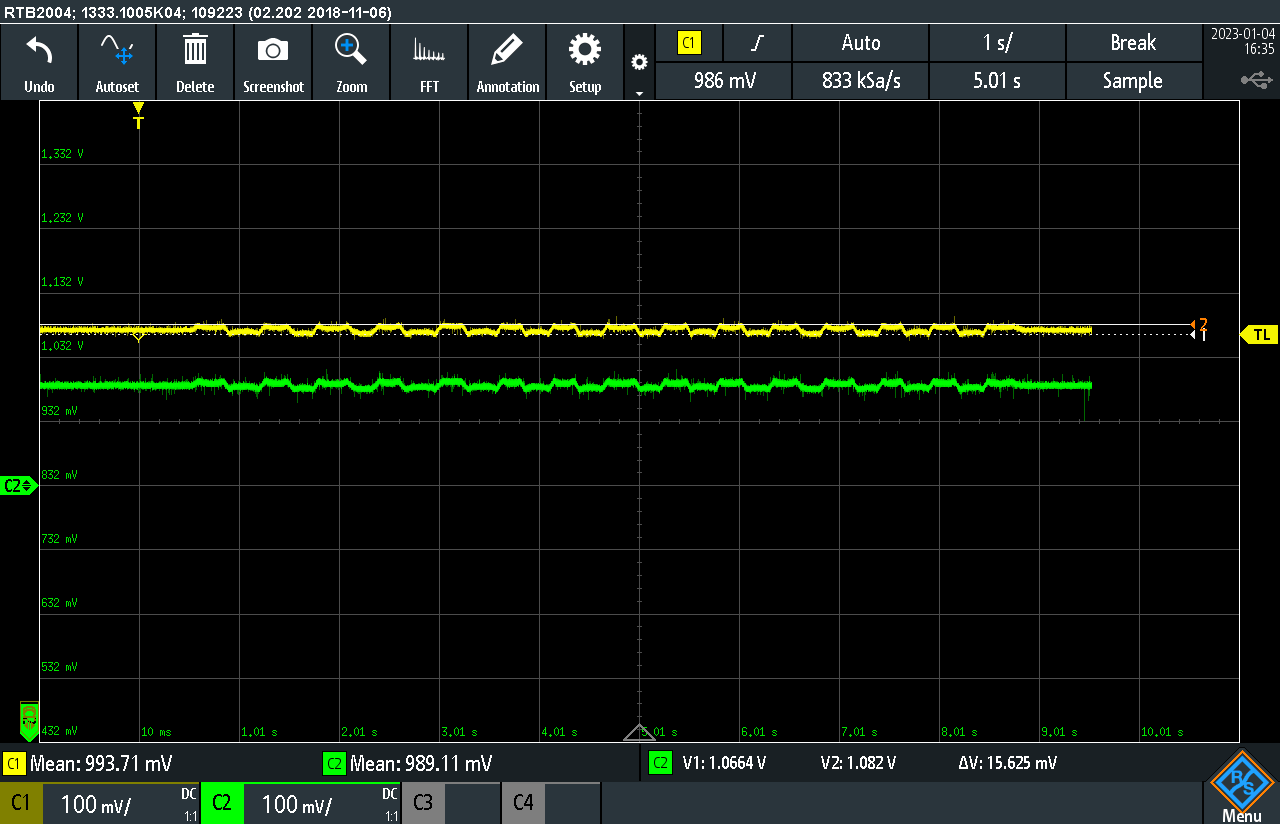 RTB2004; 1333.1005K04; 109223 (02.202 2018-11-06)
Undo
Autoset
Delete
Screenshot
Zoom
FFT
Annotation
Setup
C1
Auto
1 s/
Break
986 mV
833 kSa/s
5.01 s
Sample
2023-01-04
16:35
T
1,332 V
1,232 V
1,132 V
1,032 V
932 mV
832 mV
732 mV
632 mV
532 mV
432 mV
2
1
TL
C2
10 ms
1,01 s
2,01 s
3,01 s
4,01 s
5,01 s
6,01 s
7,01 s
8,01 s
9,01 s
10,01 s
C1 Mean: 993.71 mV
C2 Mean: 989.11 mV
C2 V1: 1.0664 V V2: 1.082 V ΔV: 15.625 mV
C1 100 mV/ DC 1:1
C2 100 mV/ DC 1:1
C3
C4
R S
Menu